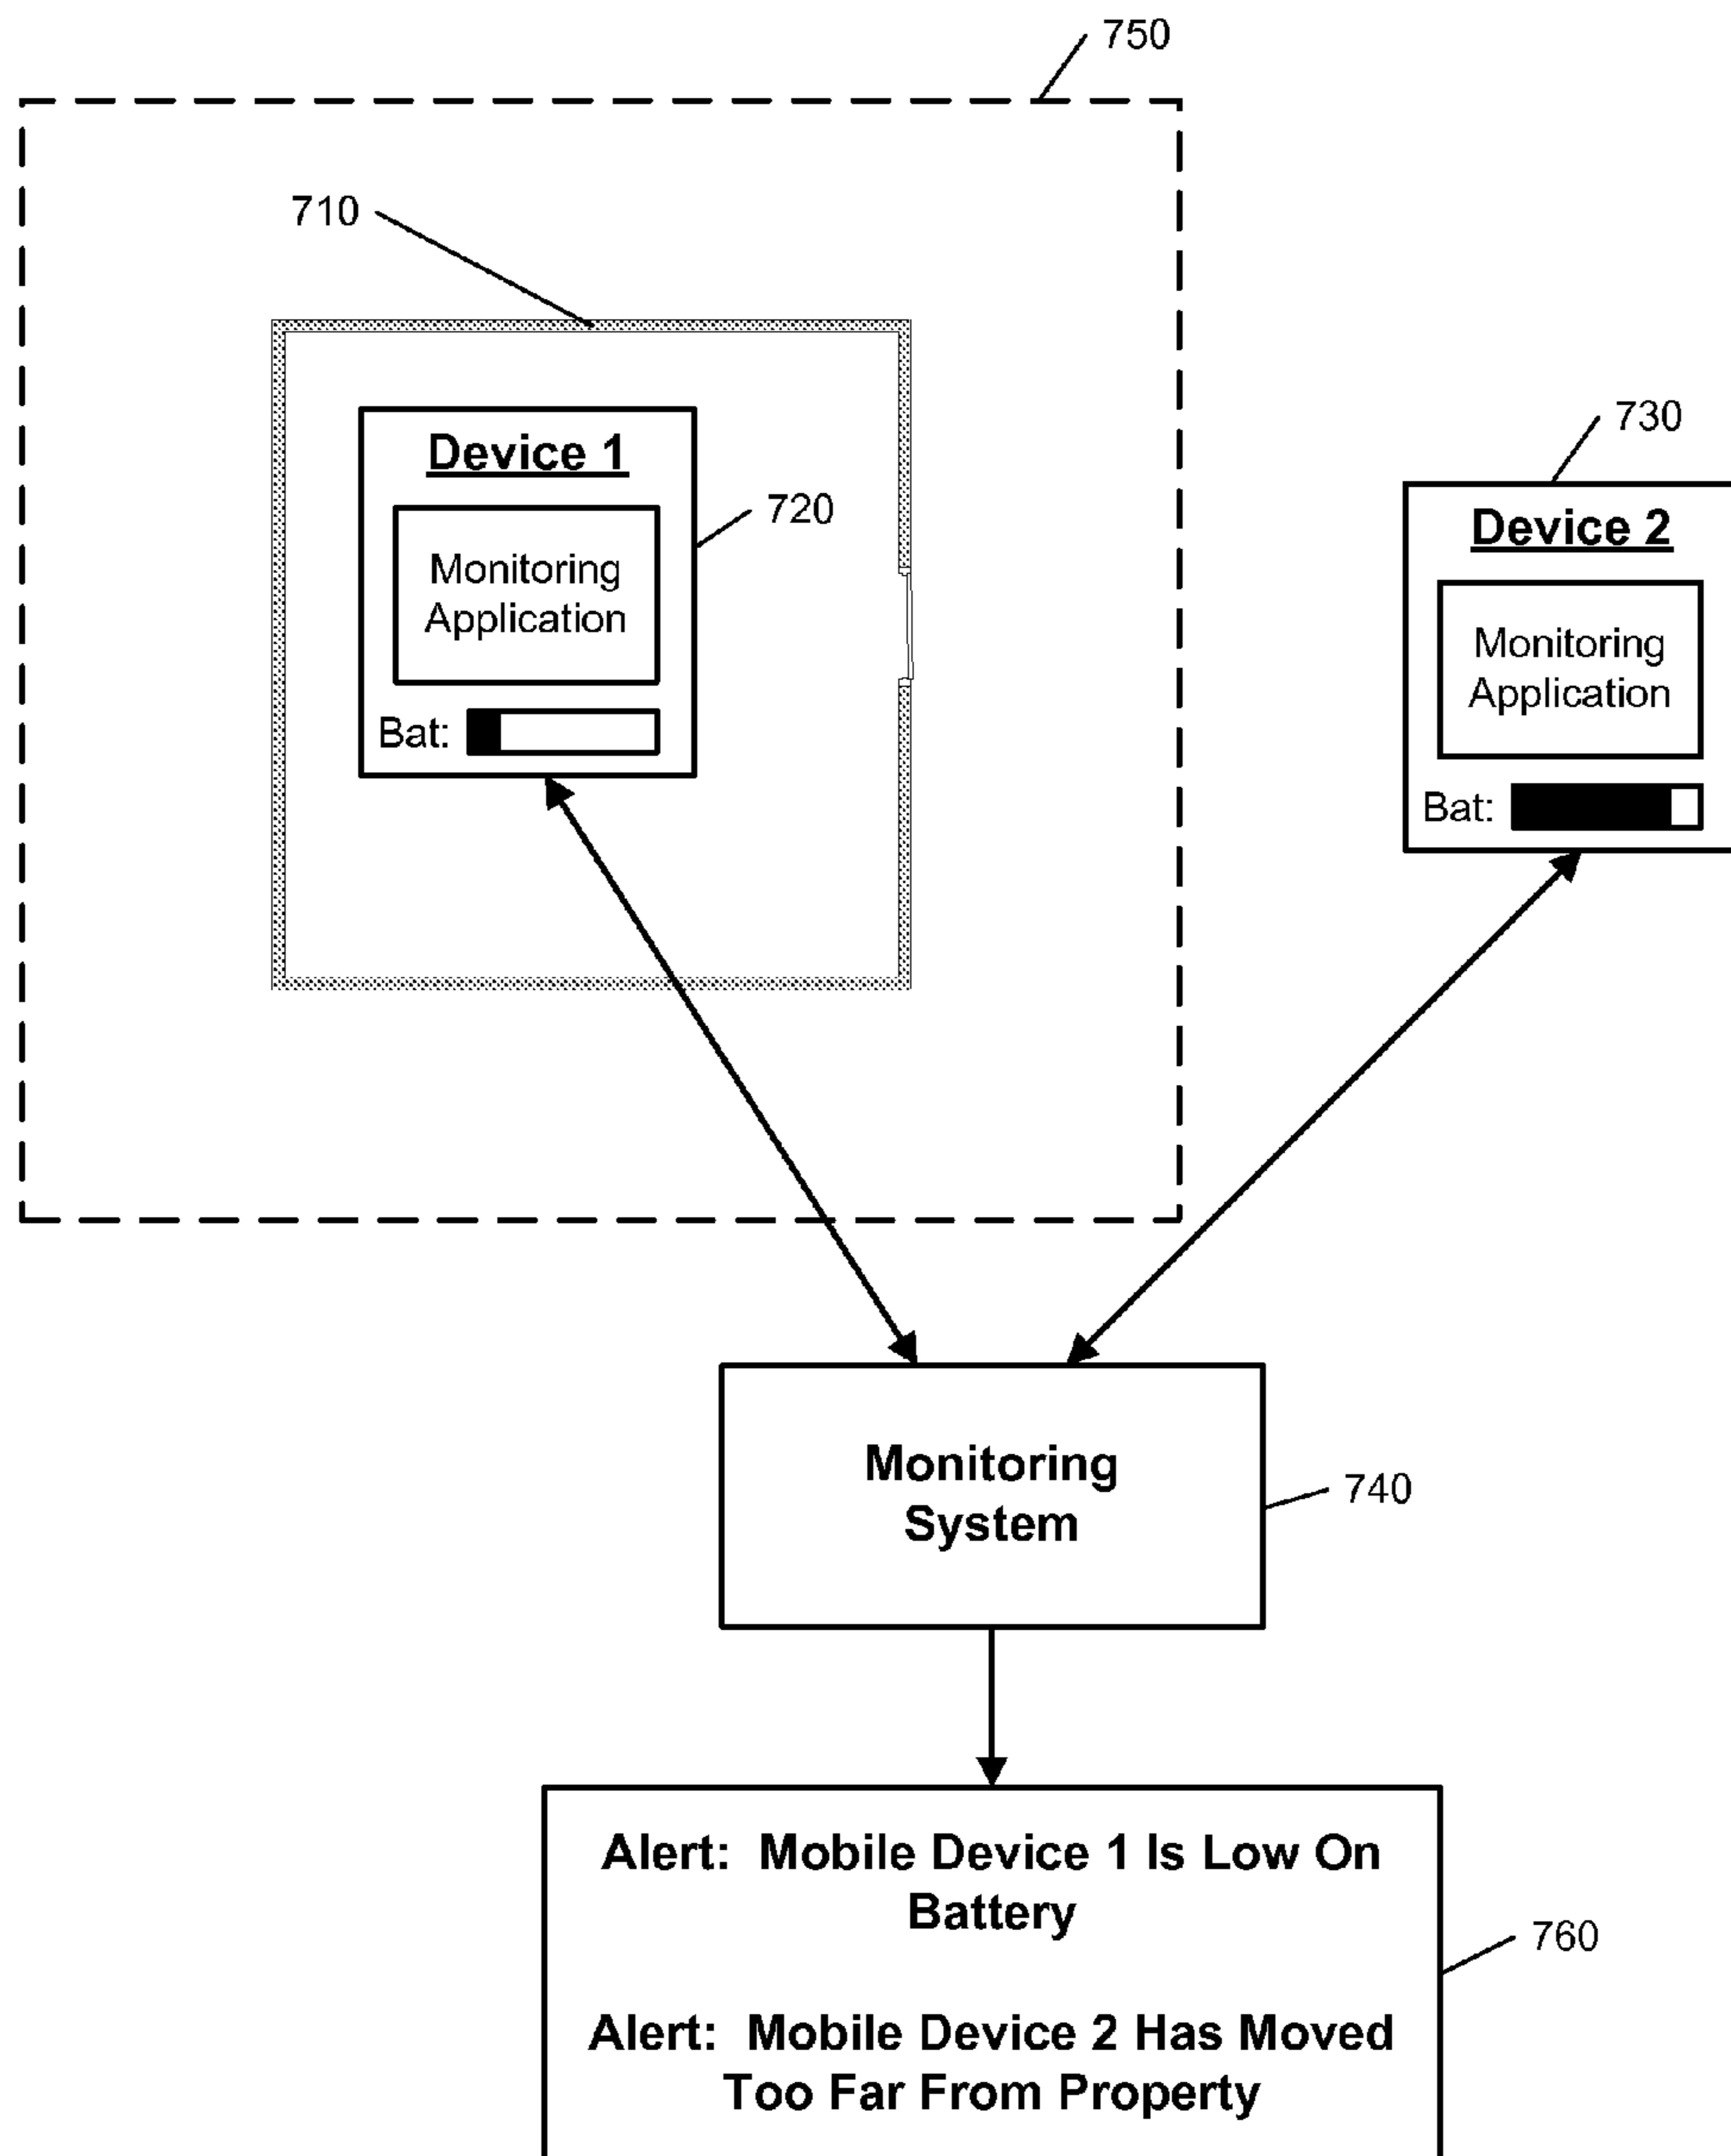 750
710
730
Device 1
720
Monitoring
Application
Bat:
Device 2
Monitoring
Application
Bat:
Monitoring
System
740
Alert: Mobile Device 1 Is Low On
Battery
760
Alert: Mobile Device 2 Has Moved
Too Far From Property